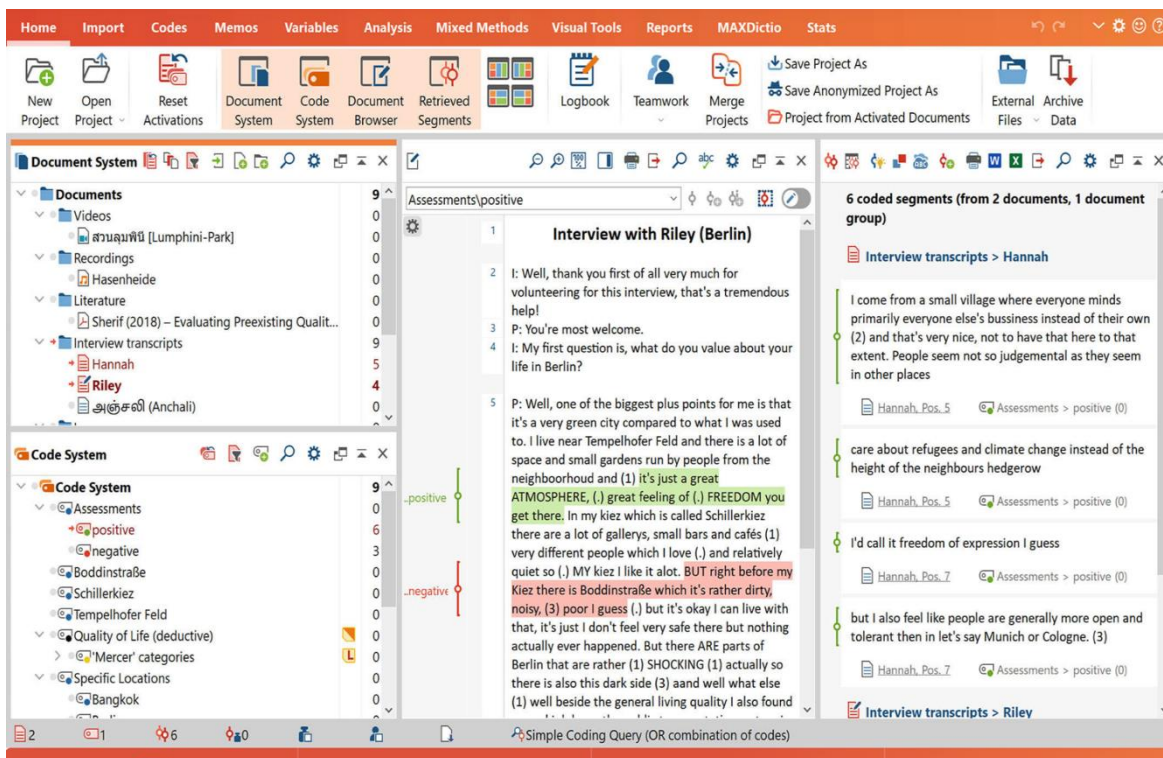 Home Import Codes Memos Variables Analysis Mixed Methods Visual Tools Reports MAXDictio Stats
New Project
Open Project
Reset Activations
Document System
Code System
Document Browser
Retrieved Segments
Logbook
Teamwork
Merge Projects
Save Project As
Save Anonymized Project As
Project from Activated Documents
External Files
Archive Data
Document System
Documents 9
Videos 0
สวนลุมพินี [Lumphini-Park] 0
Recordings 0
Hasenheide 0
Literature 0
Sherif (2018) – Evaluating Preexisting Qualit... 0
Interview transcripts 9
Hannah 5
Riley 4
அஞ்சலி (Anchali) 0
Code System
Code System 9
Assessments 0
positive 6
negative 3
Boddinstraße 0
Schillerkiez 0
Tempelhofer Feld 0
Quality of Life (deductive) 0
'Mercer' categories L 0
Specific Locations 0
Bangkok 0
100 %
abc
Assessments\positive
1 Interview with Riley (Berlin)
2 I: Well, thank you first of all very much for
volunteering for this interview, that's a tremendous
help!
3 P: You're most welcome.
4 I: My first question is, what do you value about your
life in Berlin?
5 P: Well, one of the biggest plus points for me is that
it's a very green city compared to what I was used
to. I live near Tempelhofer Feld and there is a lot of
space and small gardens run by people from the
neighboorhoud and (1) it's just a great
..positive ATMOSPHERE, (.) great feeling of (.) FREEDOM you
get there. In my kiez which is called Schillerkiez
there are a lot of gallerys, small bars and cafés (1)
very different people which I love (.) and relatively
quiet so (.) MY kiez I like it alot. BUT right before my
..negative Kiez there is Boddinstraße which it's rather dirty,
noisy, (3) poor I guess (.) but it's okay I can live with
that, it's just I don't feel very safe there but nothing
actually ever happened. But there ARE parts of
Berlin that are rather (1) SHOCKING (1) actually so
there is also this dark side (3) aand well what else
(1) well beside the general living quality I also found
W X
6 coded segments (from 2 documents, 1 document
group)
Interview transcripts > Hannah
I come from a small village where everyone minds
primarily everyone else's bussiness instead of their own
(2) and that's very nice, not to have that here to that
extent. People seem not so judgemental as they seem
in other places
Hannah, Pos. 5 Assessments > positive (0)
care about refugees and climate change instead of the
height of the neighbours hedgerow
Hannah, Pos. 5 Assessments > positive (0)
I'd call it freedom of expression I guess
Hannah, Pos. 7 Assessments > positive (0)
but I also feel like people are generally more open and
tolerant then in let's say Munich or Cologne. (3)
Hannah, Pos. 7 Assessments > positive (0)
Interview transcripts > Riley
2 1 6 0 Simple Coding Query (OR combination of codes)